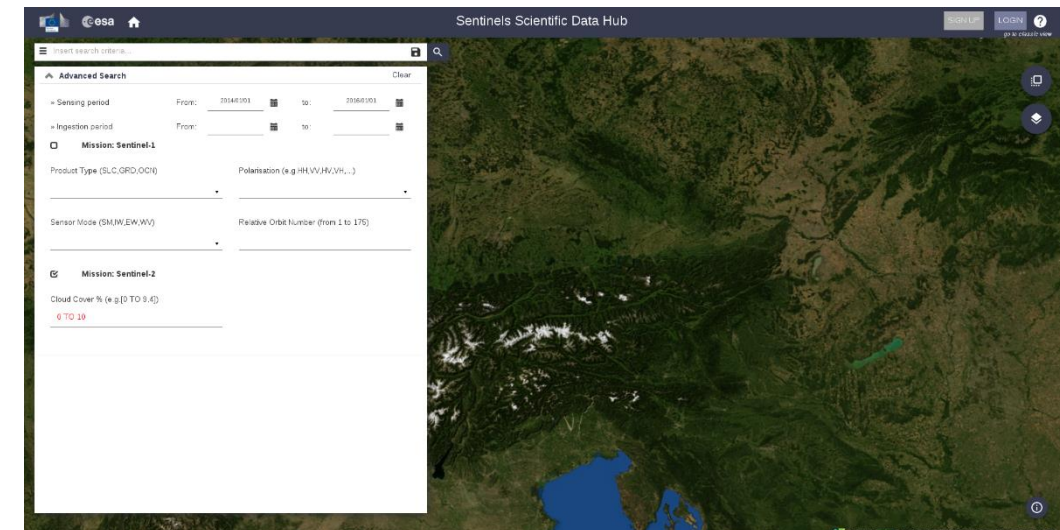 esa Sentinels Scientific Data Hub SIGN UP LOGIN ?
go to classic view
Insert search criteria...
Advanced Search Clear
» Sensing period From: 2014/01/01 to: 2016/01/01
» Ingestion period From: to:
Mission: Sentinel-1
Product Type (SLC,GRD,OCN) Polarisation (e.g.HH,VV,HV,VH,...)
Sensor Mode (SM,IW,EW,WV) Relative Orbit Number (from 1 to 175)
Mission: Sentinel-2
Cloud Cover % (e.g.[0 TO 9.4])
0 TO 10